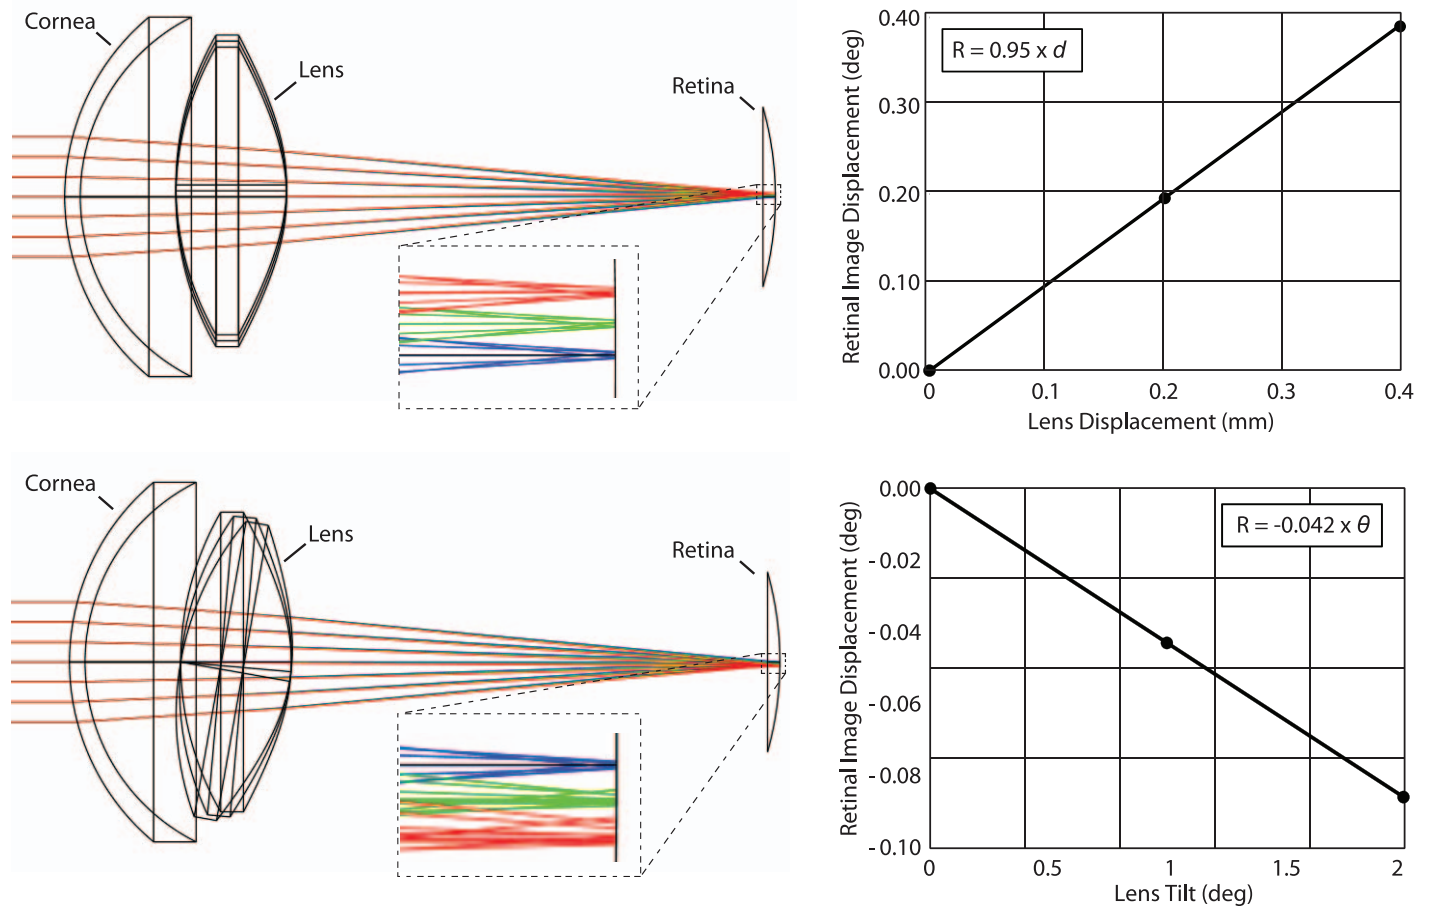 Cornea
Lens
Retina
0.40
0.30
0.20
0.10
0.00
Retinal Image Displacement (deg)
R = 0.95 x d
0
0.1
0.2
0.3
0.4
Lens Displacement (mm)
Cornea
Lens
Retina
0.00
- 0.02
- 0.04
- 0.06
- 0.08
- 0.10
Retinal Image Displacement (deg)
R = -0.042 x θ
0
0.5
1
1.5
2
Lens Tilt (deg)